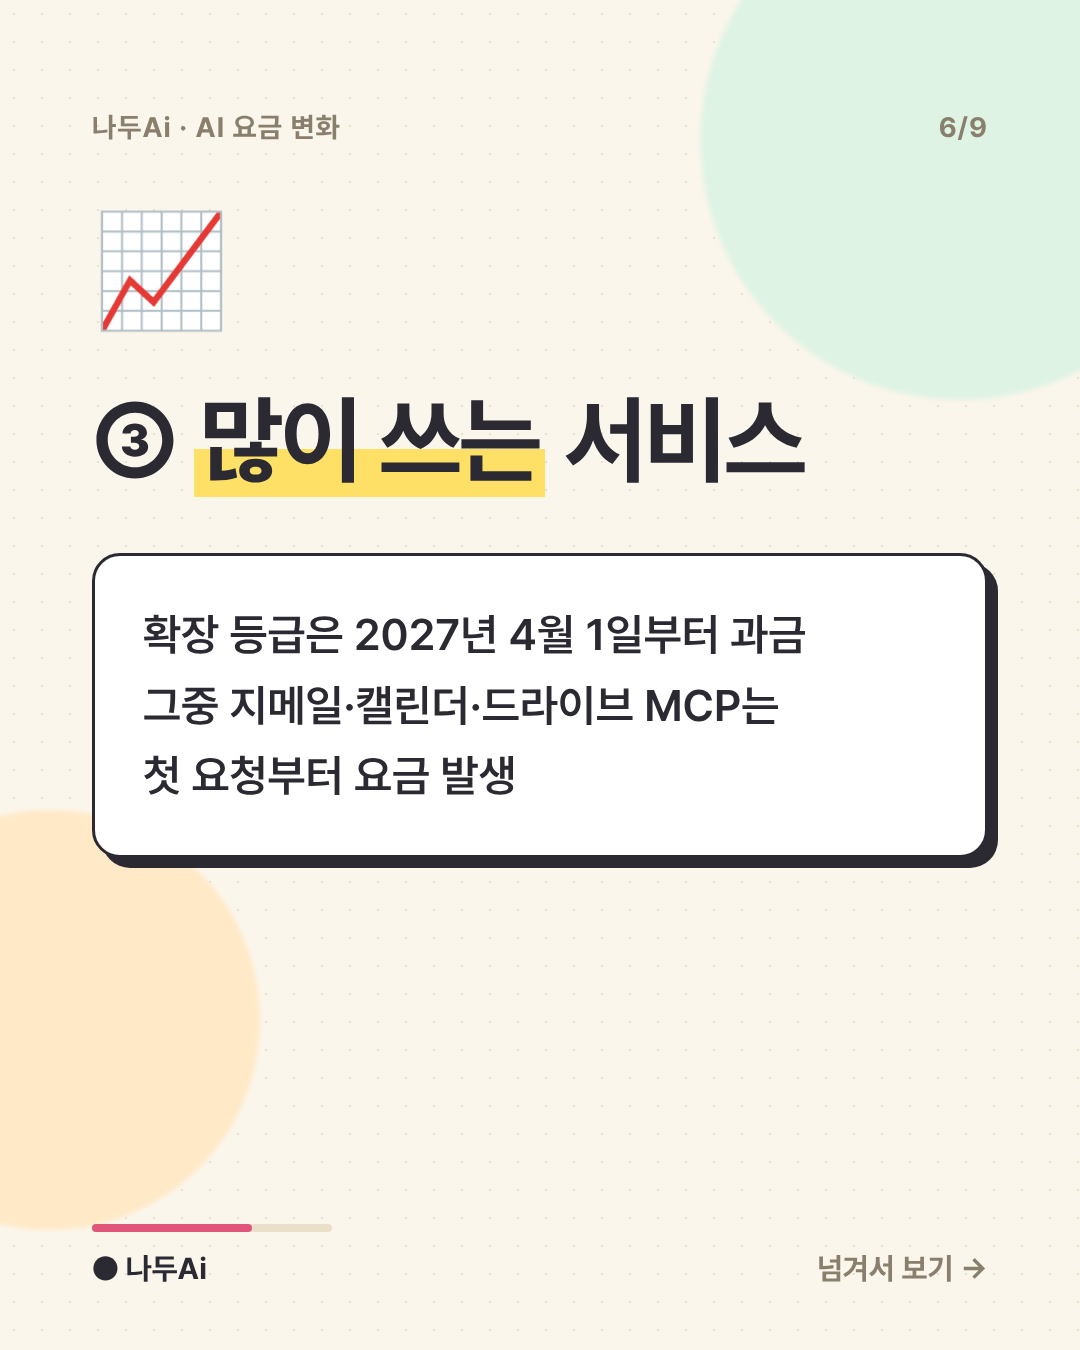 나두Ai · AI 요금 변화
6/9
③ 많이 쓰는 서비스
확장 등급은 2027년 4월 1일부터 과금
그중 지메일·캘린더·드라이브 MCP는
첫 요청부터 요금 발생
나두Ai
넘겨서 보기 →